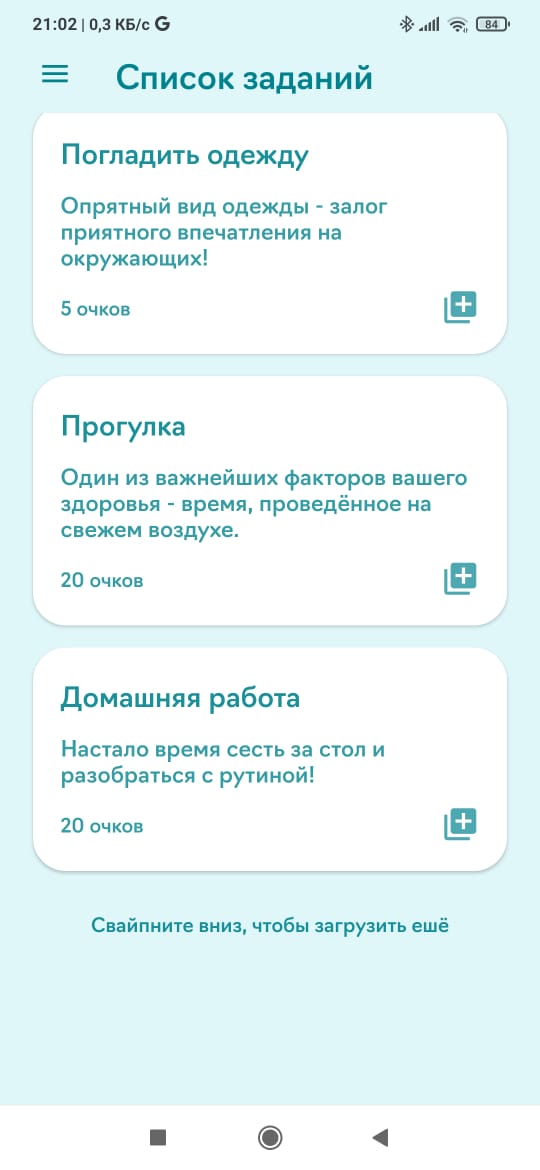 21:02 | 0,3 КБ/с G
84
Список заданий
Погладить одежду
Опрятный вид одежды - залог
приятного впечатления на
окружающих!
5 очков
Прогулка
Один из важнейших факторов вашего
здоровья - время, проведённое на
свежем воздухе.
20 очков
Домашняя работа
Настало время сесть за стол и
разобраться с рутиной!
20 очков
Свайпните вниз, чтобы загрузить ешё